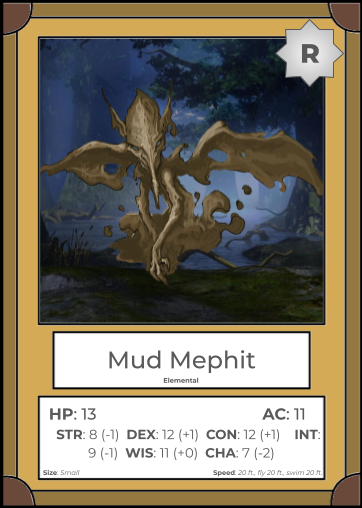 R
Mud Mephit
Elemental
HP: 13 AC: 11
STR: 8 (-1) DEX: 12 (+1) CON: 12 (+1) INT:
9 (-1) WIS: 11 (+0) CHA: 7 (-2)
Size: Small Speed: 20 ft., fly 20 ft., swim 20 ft.